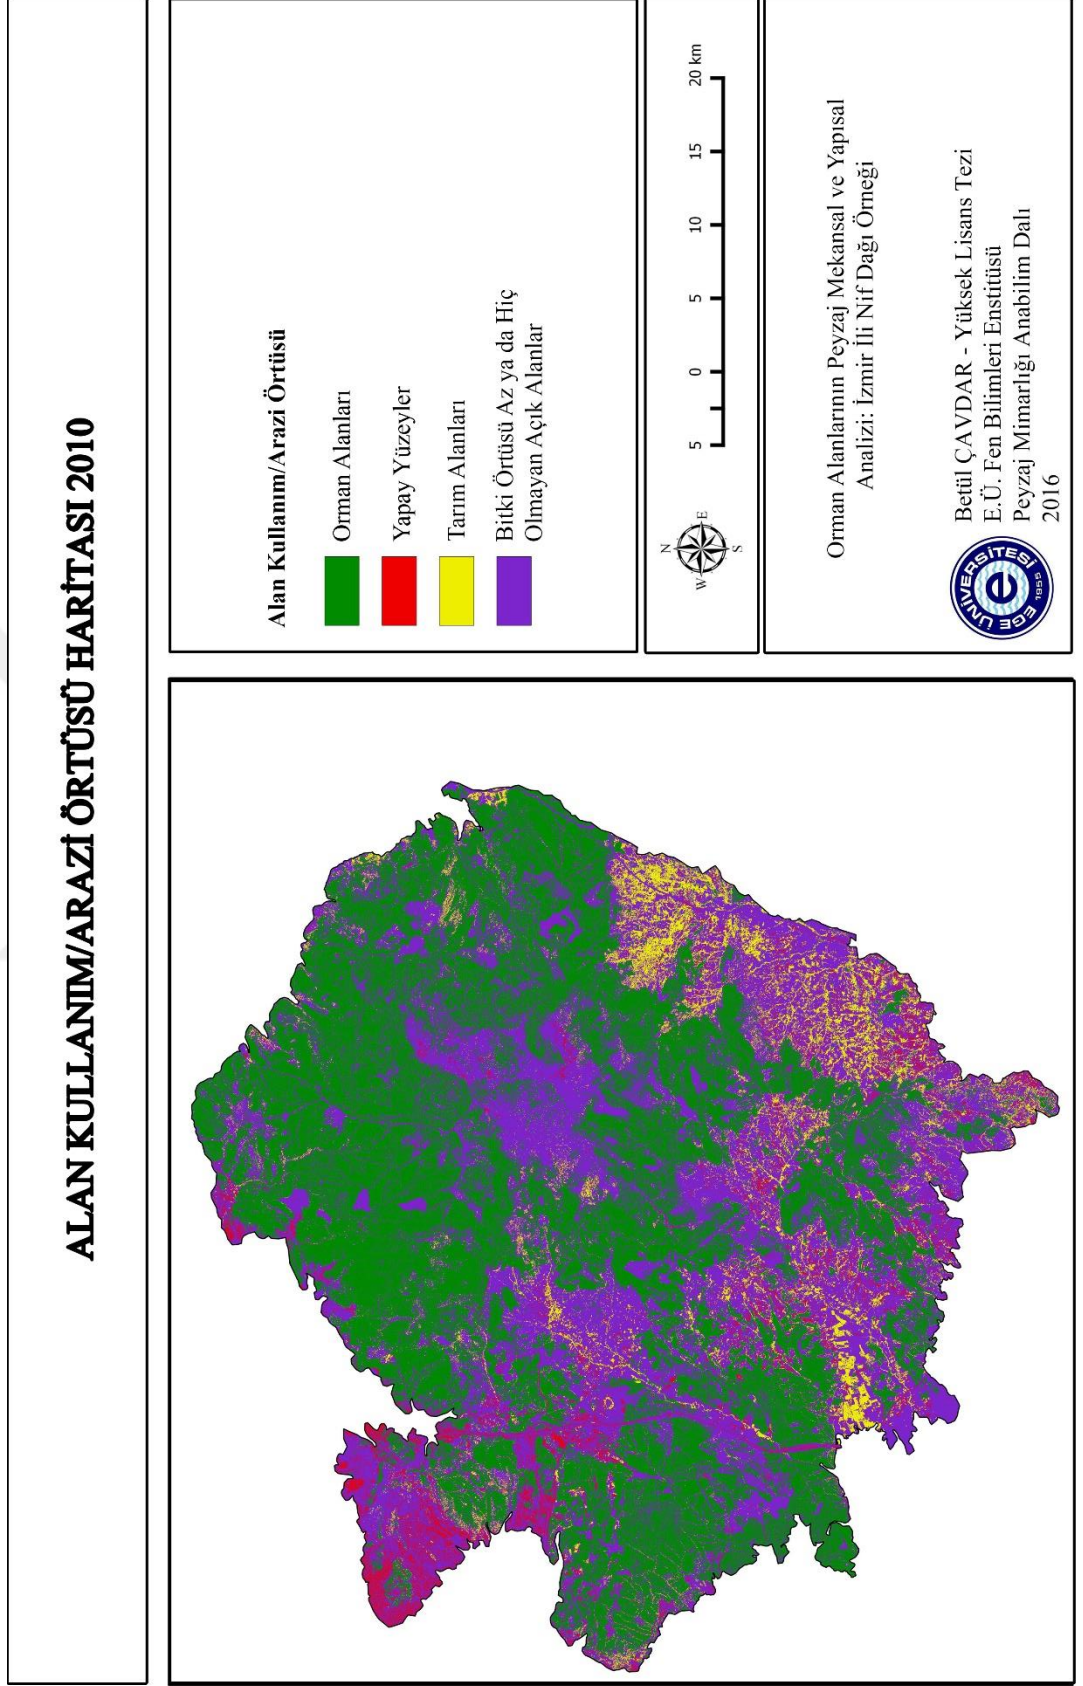 ALAN KULLANIM/ARAZİ ÖRTÜSÜ HARİTASI 2010
Alan Kullanım/Arazi Örtüsü
Orman Alanları
Yapay Yüzeyler
Tarım Alanları
Bitki Örtüsü Az ya da Hiç
Olmayan Açık Alanlar
N
W E
S
5 0 5 10 15 20 km
Orman Alanlarının Peyzaj Mekansal ve Yapısal
Analizi: İzmir İli Nif Dağı Örneği
EGE ÜNİVERSİTESİ 1955
e
Betül ÇAVDAR - Yüksek Lisans Tezi
E.Ü. Fen Bilimleri Enstitüsü
Peyzaj Mimarlığı Anabilim Dalı
2016